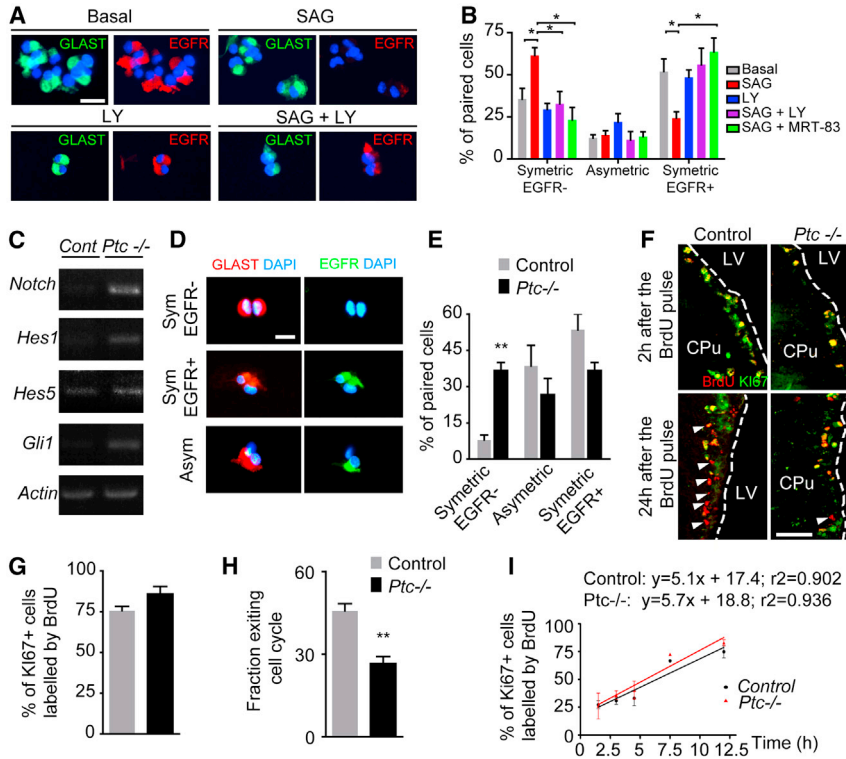 A
Basal
SAG
GLAST
EGFR
GLAST
EGFR
LY
SAG + LY
GLAST
EGFR
GLAST
EGFR
B
% of paired cells
75
50
25
0
*
*
*
*
*
Symetric EGFR-
Asymetric
Symetric EGFR+
Basal
SAG
LY
SAG + LY
SAG + MRT-83
C
Cont
Ptc -/-
Notch
Hes1
Hes5
Gli1
Actin
D
GLAST DAPI
EGFR DAPI
Sym EGFR-
Sym EGFR+
Asym
E
Control
Ptc-/-
% of paired cells
60
45
30
15
0
**
Symetric EGFR-
Asymetric
Symetric EGFR+
F
Control
Ptc -/-
2h after the BrdU pulse
LV
CPu
BrdU KI67
LV
24h after the BrdU pulse
LV
CPu
G
% of KI67+ cells labelled by BrdU
100
75
50
25
0
H
Control
Ptc-/-
Fraction exiting cell cycle
60
30
0
**
I
Control: y=5.1x + 17.4; r2=0.902
Ptc-/-: y=5.7x + 18.8; r2=0.936
% of Ki67+ cells labelled by BrdU
100
75
50
25
0
0
2.5
5.0
7.5
10.0
12.5
Time (h)
Control
Ptc-/-